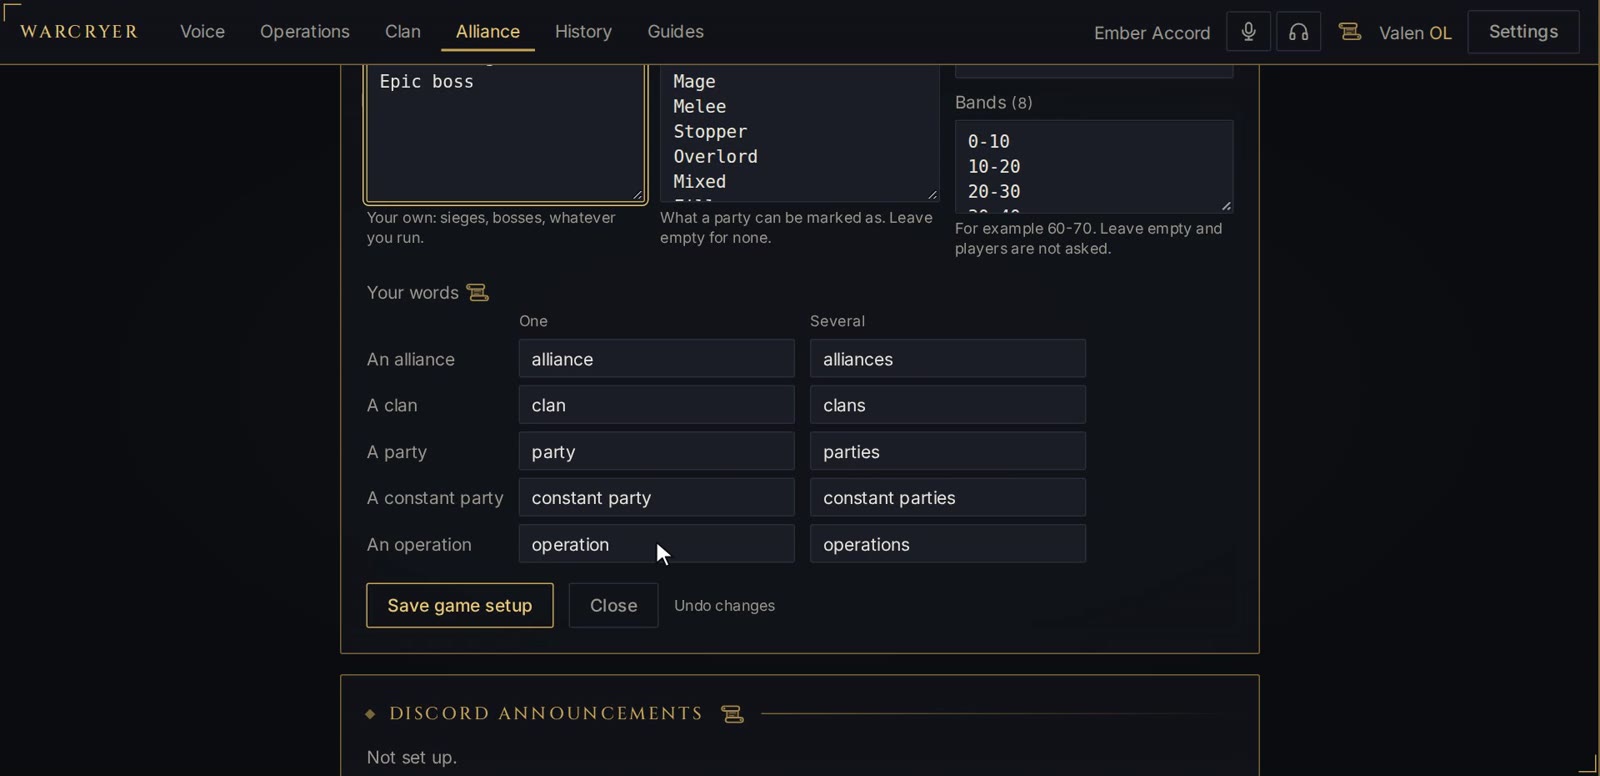 WARCRYER Voice Operations Clan Alliance History Guides Ember Accord Valen OL Settings
Epic boss
Your own: sieges, bosses, whatever
you run.
Mage
Melee
Stopper
Overlord
Mixed
What a party can be marked as. Leave
empty for none.
Bands (8)
0-10
10-20
20-30
For example 60-70. Leave empty and
players are not asked.
Your words
One Several
An alliance alliance alliances
A clan clan clans
A party party parties
A constant party constant party constant parties
An operation operation operations
Save game setup Close Undo changes
DISCORD ANNOUNCEMENTS
Not set up.